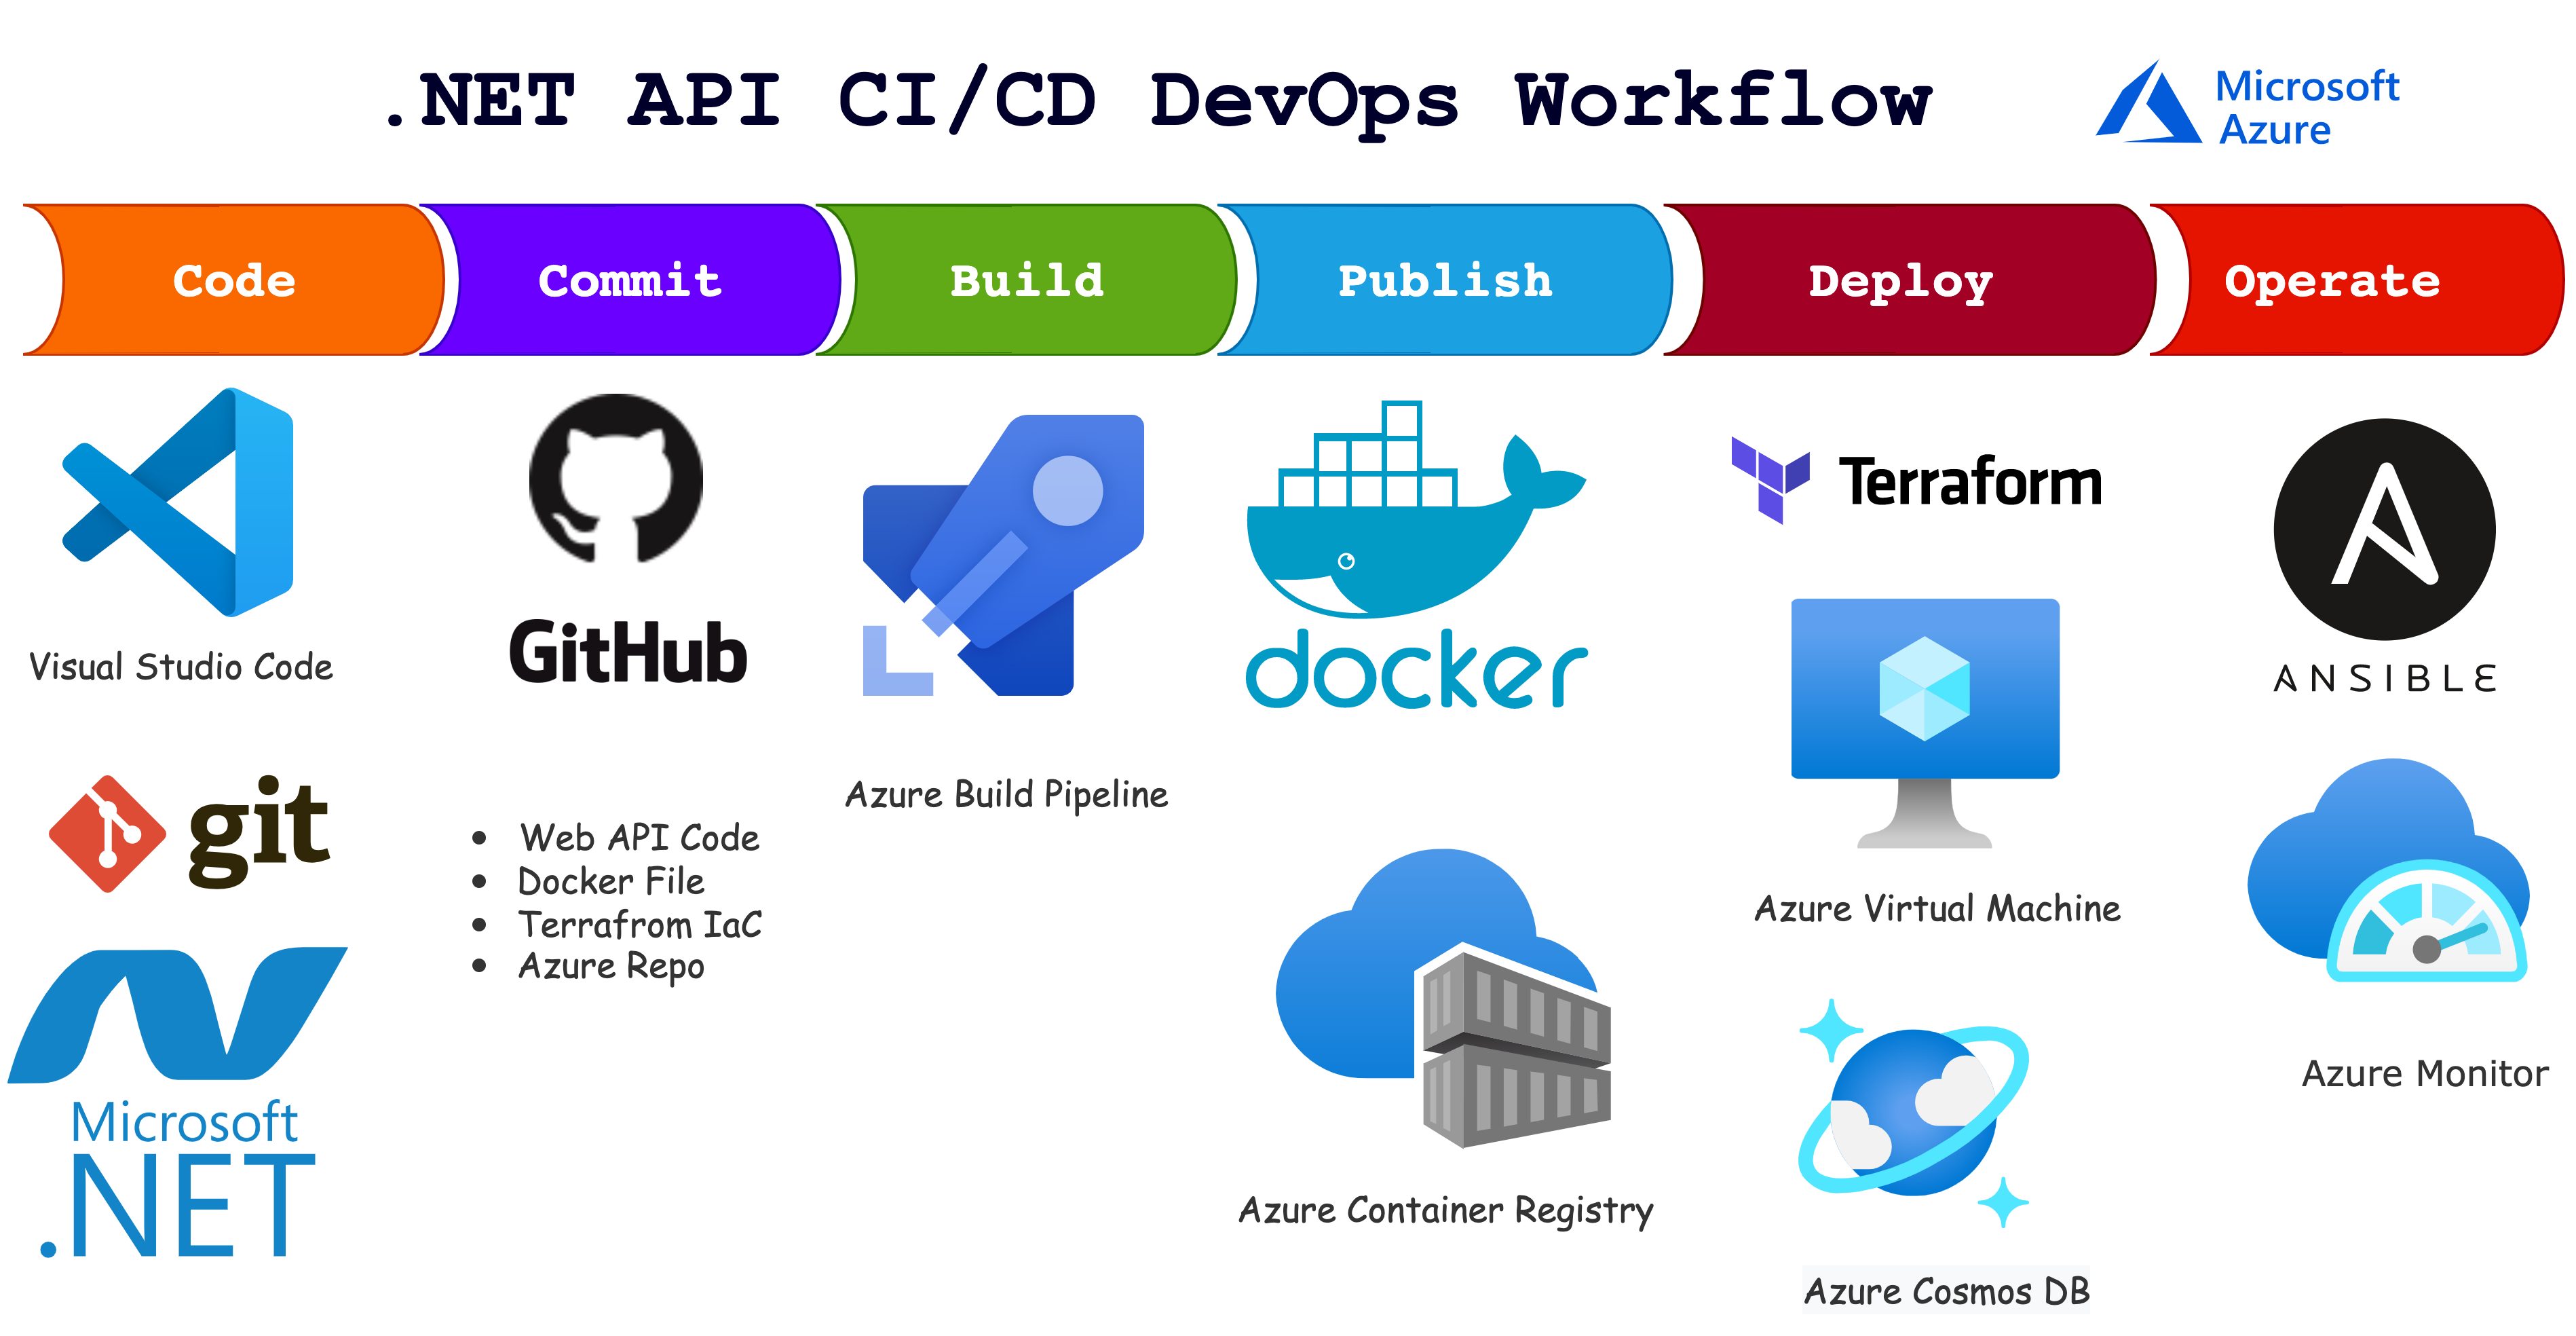 .NET API CI/CD DevOps Workflow
Microsoft
Azure
Code
Commit
Build
Publish
Deploy
Operate
Visual Studio Code
git
Microsoft
.NET
GitHub
• Web API Code
• Docker File
• Terrafrom IaC
• Azure Repo
Azure Build Pipeline
docker
Azure Container Registry
Terraform
Azure Virtual Machine
Azure Cosmos DB
ANSIBLE
Azure Monitor